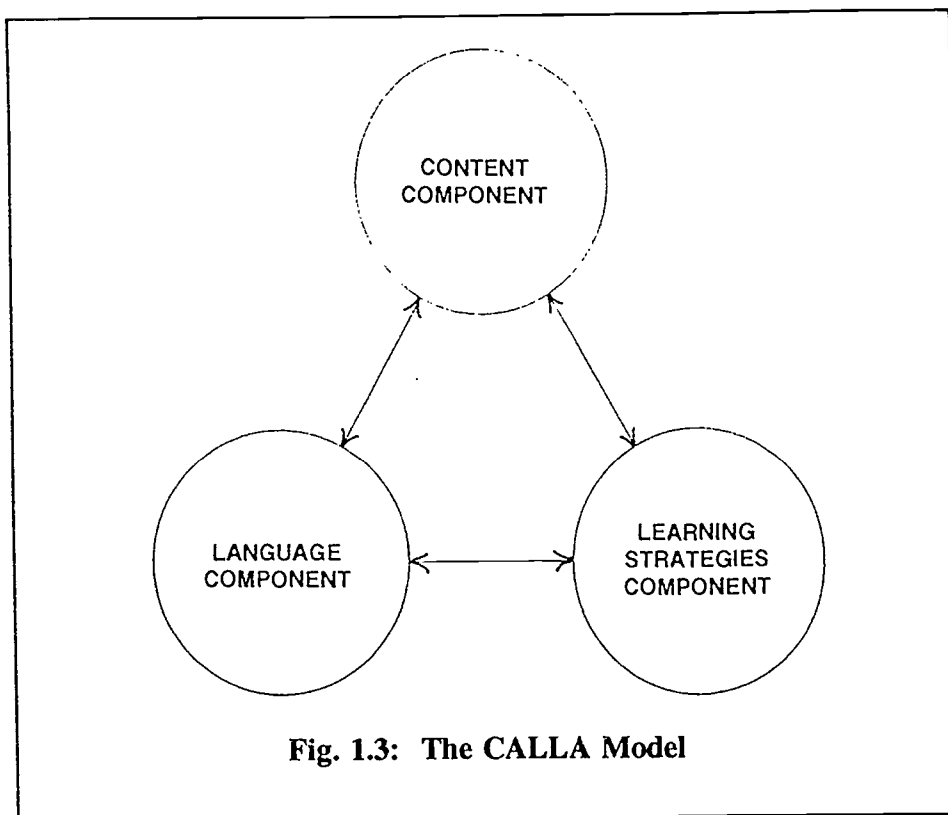 CONTENT
COMPONENT
LANGUAGE
COMPONENT
LEARNING
STRATEGIES
COMPONENT
Fig. 1.3: The CALLA Model